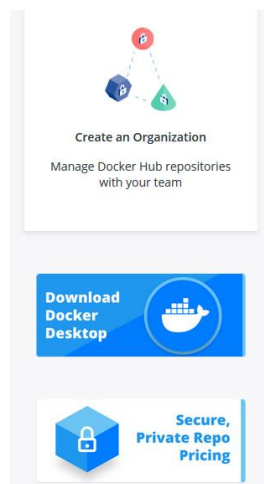 Create an Organization
Manage Docker Hub repositories
with your team
Download
Docker
Desktop
Secure,
Private Repo
Pricing